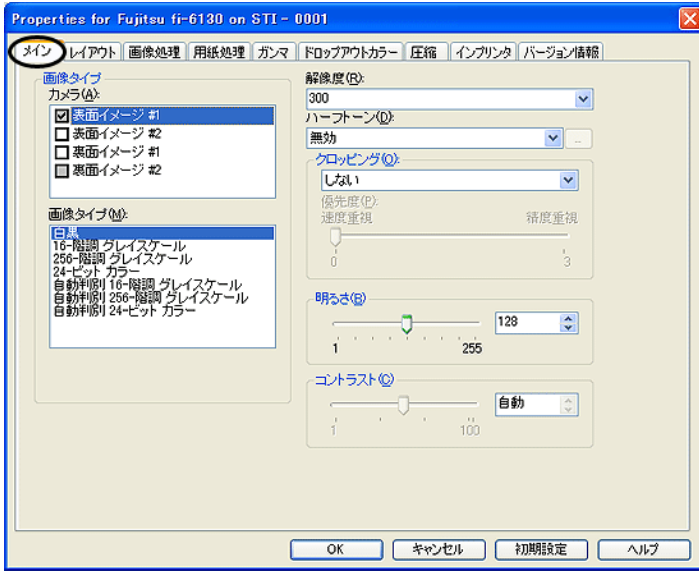 Properties for Fujitsu fi-6130 on STI - 0001
メイン レイアウト 画像処理 用紙処理 ガンマ ドロップアウトカラー 圧縮 インプリンタ バージョン情報
画像タイプ
カメラ(A):
表面イメージ #1
表面イメージ #2
裏面イメージ #1
裏面イメージ #2
画像タイプ(M):
白黒
16-階調 グレイスケール
256-階調 グレイスケール
24-ビット カラー
自動判別 16-階調 グレイスケール
自動判別 256-階調 グレイスケール
自動判別 24-ビット カラー
解像度(R):
300
ハーフトーン(D):
無効
...
クロッピング(O):
しない
優先度(P):
速度重視 精度重視
0 3
明るさ(B)
128
1 255
コントラスト(C)
自動
1 100
OK キャンセル 初期設定 ヘルプ